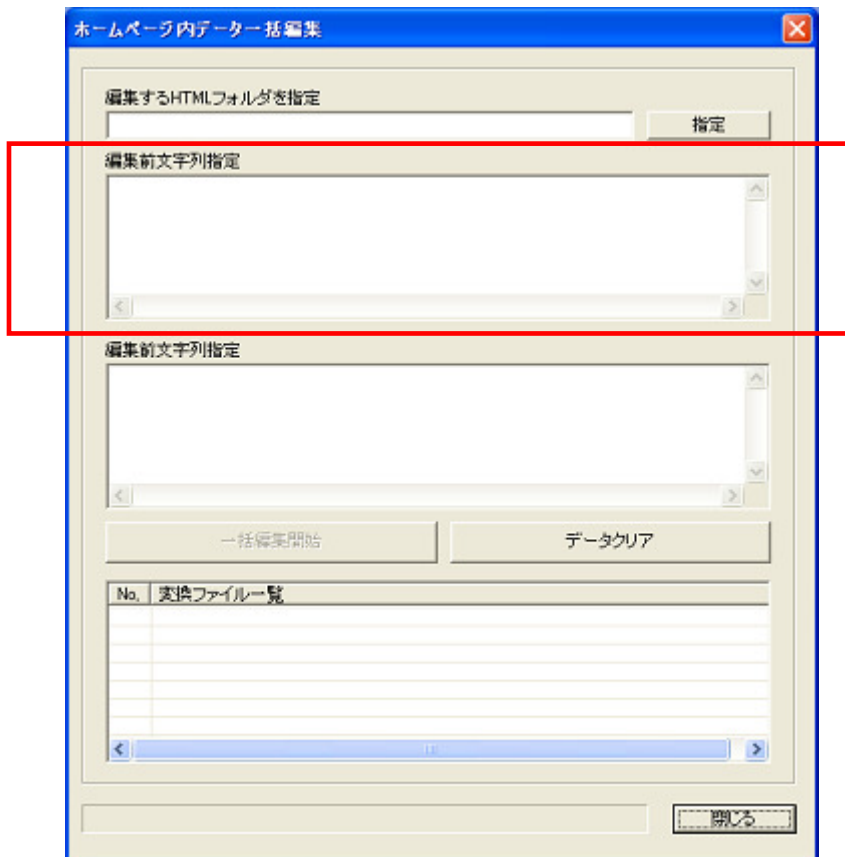 ホームページ内データ一括編集
編集するHTMLフォルダを指定
指定
編集前文字列指定
編集前文字列指定
一括編集開始
データクリア
No. 変換ファイル一覧
閉じる